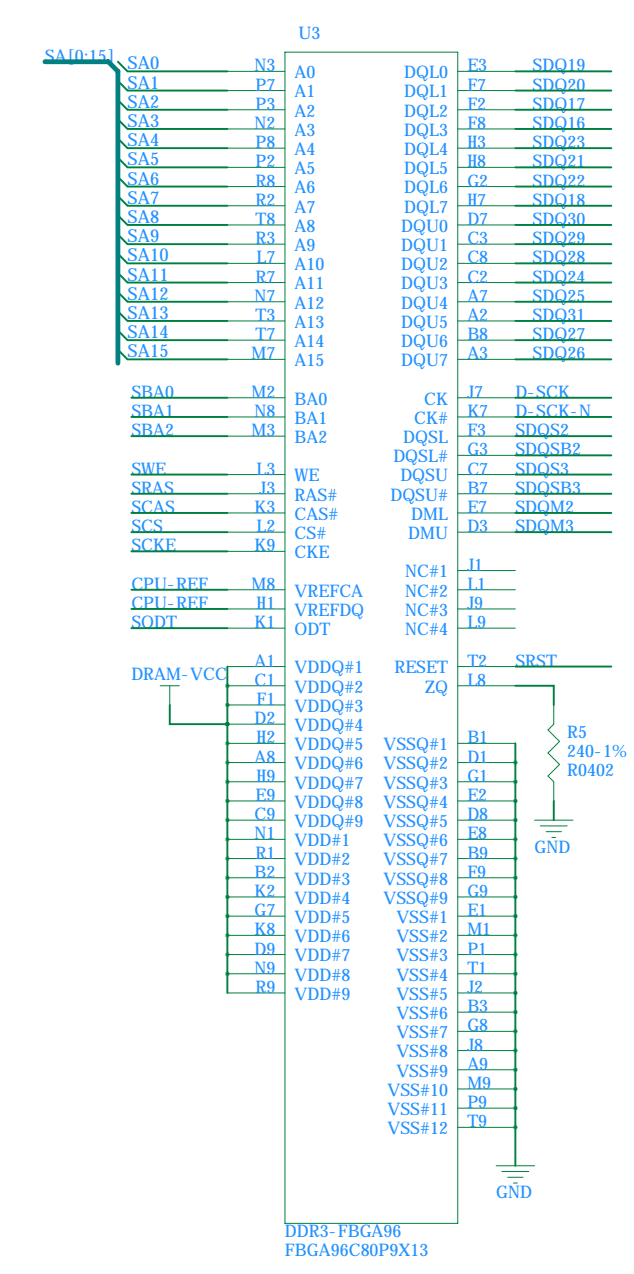 U3
SA[0:15]
SA0 N3 A0 DQL0 E3 SDQ19
SA1 P7 A1 DQL1 F7 SDQ20
SA2 P3 A2 DQL2 F2 SDQ17
SA3 N2 A3 DQL3 F8 SDQ16
SA4 P8 A4 DQL4 H3 SDQ23
SA5 P2 A5 DQL5 H8 SDQ21
SA6 R8 A6 DQL6 G2 SDQ22
SA7 R2 A7 DQL7 H7 SDQ18
SA8 T8 A8 DQU0 D7 SDQ30
SA9 R3 A9 DQU1 C3 SDQ29
SA10 L7 A10 DQU2 C8 SDQ28
SA11 R7 A11 DQU3 C2 SDQ24
SA12 N7 A12 DQU4 A7 SDQ25
SA13 T3 A13 DQU5 A2 SDQ31
SA14 T7 A14 DQU6 B8 SDQ27
SA15 M7 A15 DQU7 A3 SDQ26
SBA0 M2 BA0 CK J7 D-SCK
SBA1 N8 BA1 CK# K7 D-SCK-N
SBA2 M3 BA2 DQSL F3 SDQS2
DQSL# G3 SDQSB2
SWE L3 WE DQSU C7 SDQS3
SRAS J3 RAS# DQSU# B7 SDQSB3
SCAS K3 CAS# DML E7 SDQM2
SCS L2 CS# DMU D3 SDQM3
SCKE K9 CKE
NC#1 J1
CPU-REF M8 VREFCA NC#2 L1
CPU-REF H1 VREFDQ NC#3 J9
SODT K1 ODT NC#4 L9
A1 VDDQ#1 RESET T2 SRST
DRAM-VCC C1 VDDQ#2 ZQ L8
F1 VDDQ#3
D2 VDDQ#4
H2 VDDQ#5 VSSQ#1 B1 R5
A8 VDDQ#6 VSSQ#2 D1 240-1%
H9 VDDQ#7 VSSQ#3 G1 R0402
E9 VDDQ#8 VSSQ#4 E2
C9 VDDQ#9 VSSQ#5 D8
N1 VDD#1 VSSQ#6 E8 GND
R1 VDD#2 VSSQ#7 B9
B2 VDD#3 VSSQ#8 F9
K2 VDD#4 VSSQ#9 G9
G7 VDD#5 VSS#1 E1
K8 VDD#6 VSS#2 M1
D9 VDD#7 VSS#3 P1
N9 VDD#8 VSS#4 T1
R9 VDD#9 VSS#5 J2
VSS#6 B3
VSS#7 G8
VSS#8 J8
VSS#9 A9
VSS#10 M9
VSS#11 P9
VSS#12 T9
GND
DDR3-FBGA96
FBGA96C80P9X13